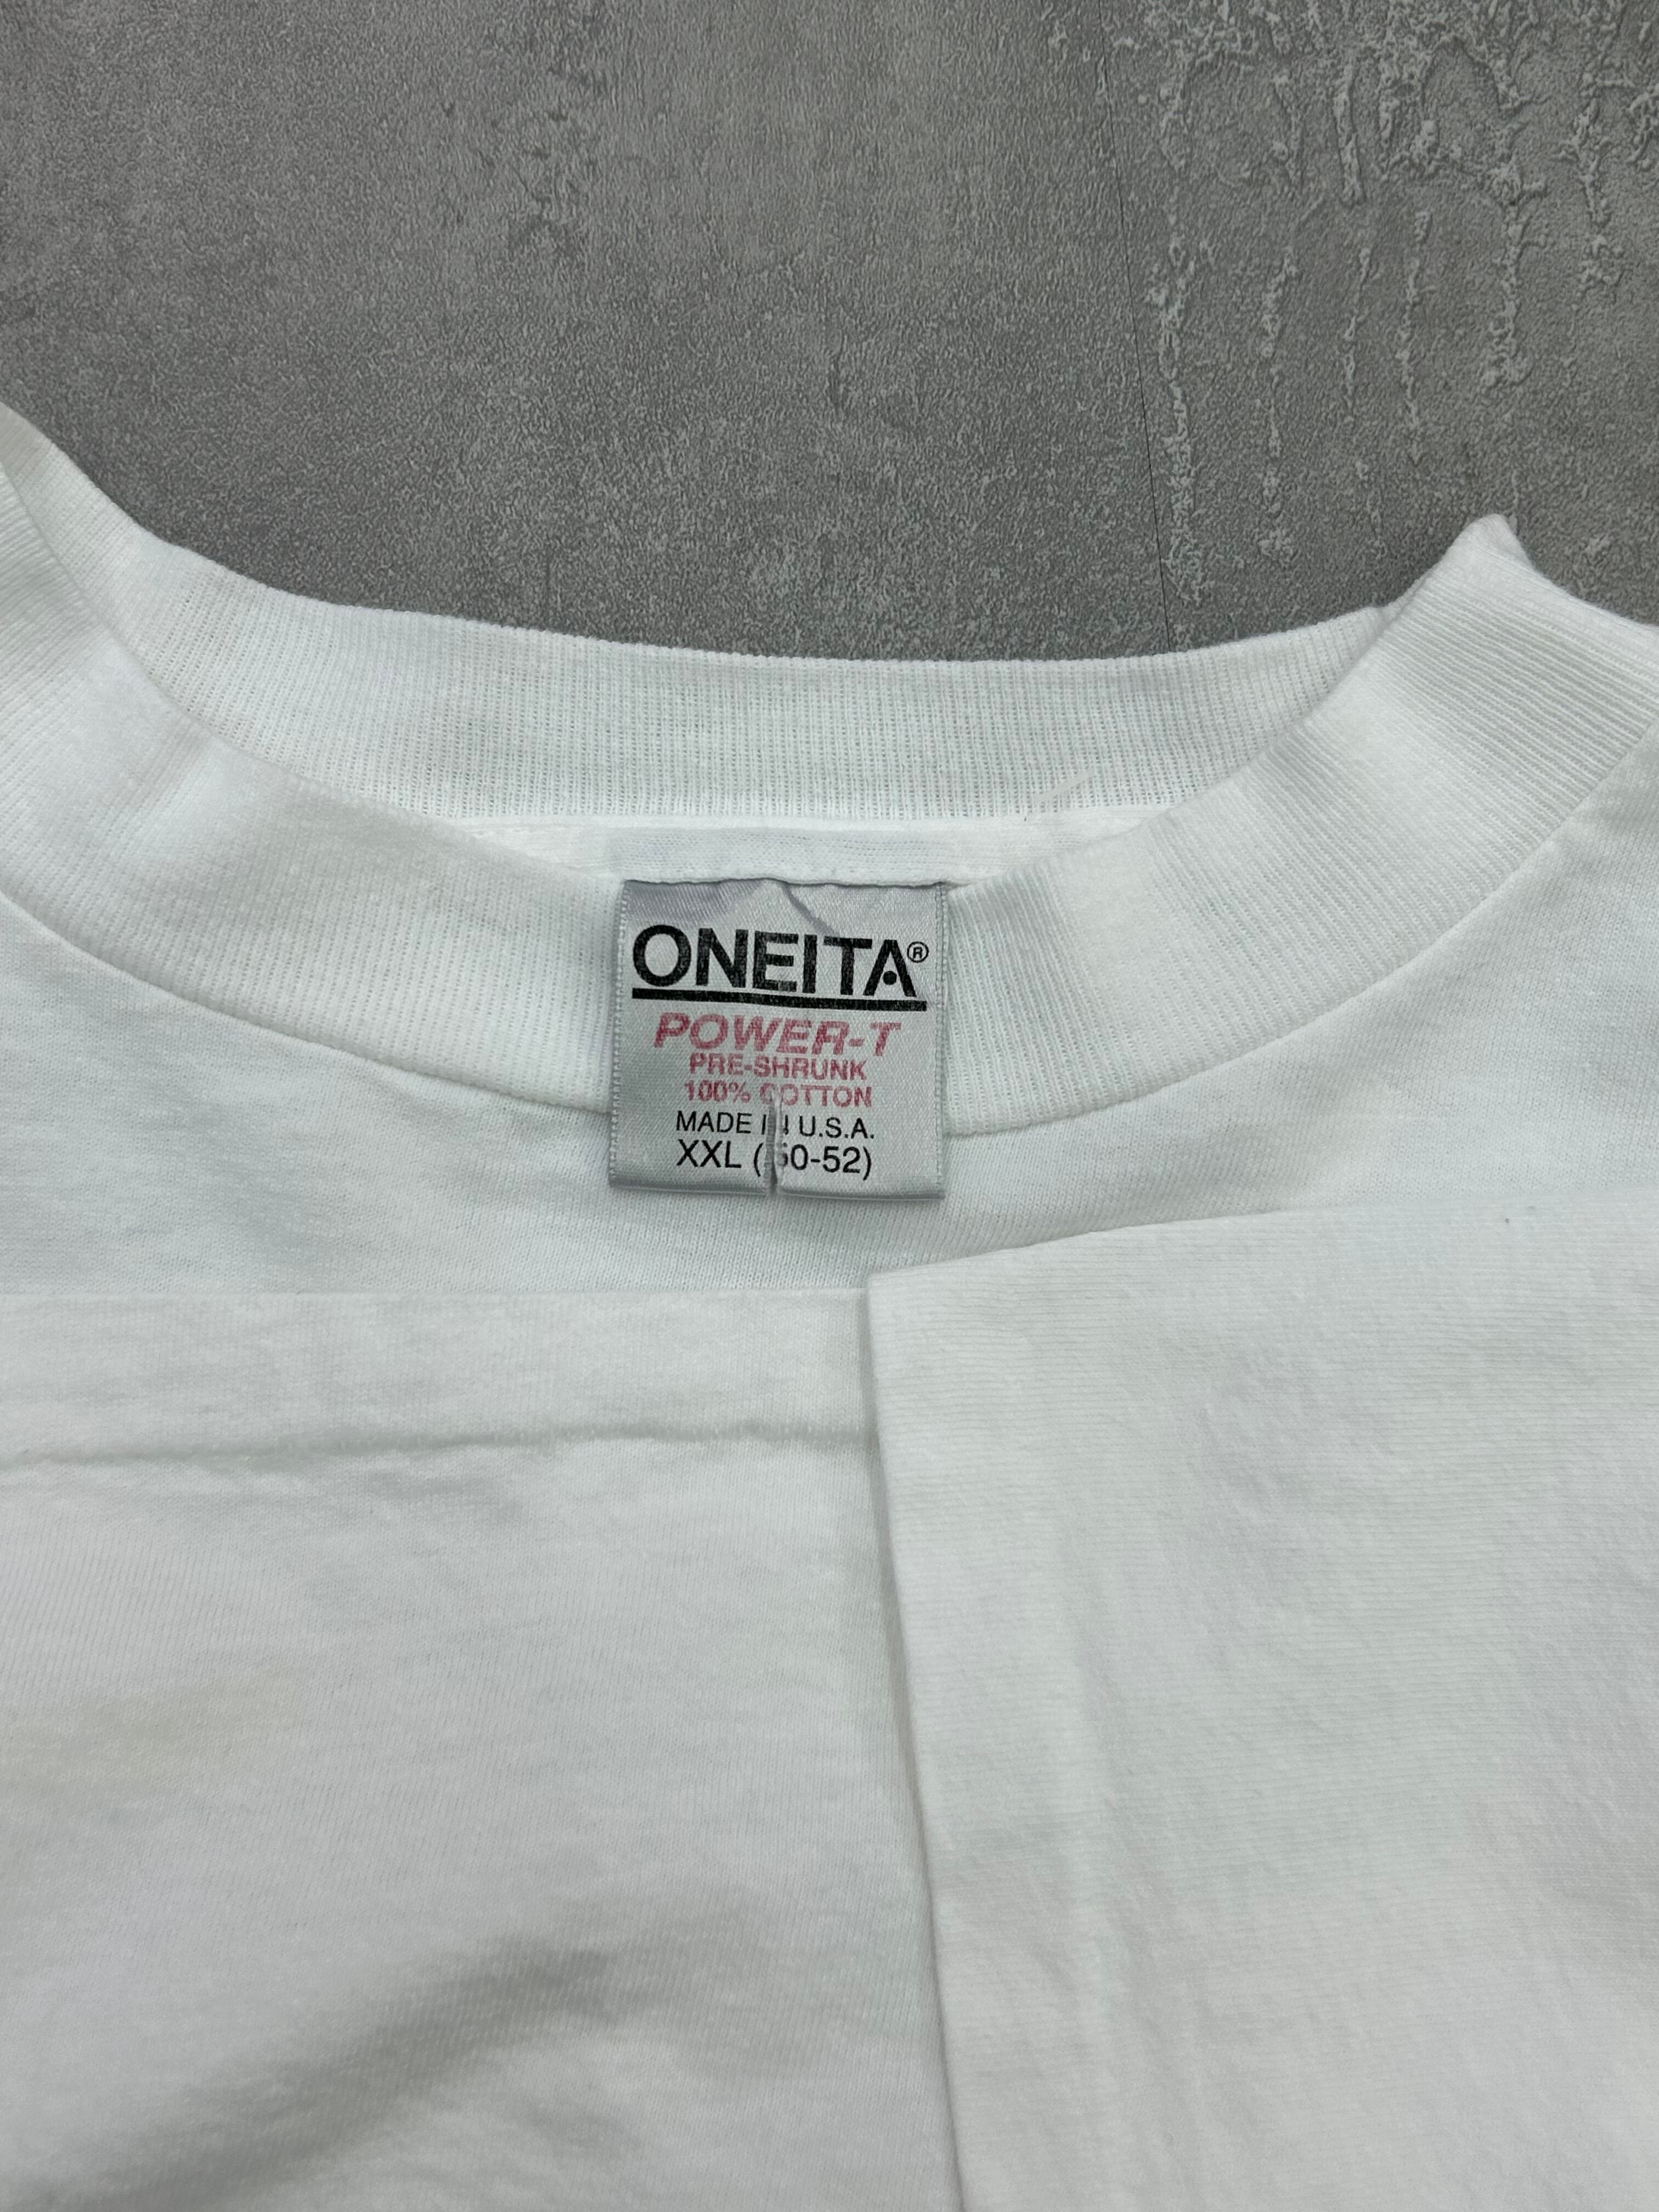 ONEITA®
POWER-T
PRE-SHRUNK
100% COTTON
MADE IN U.S.A.
XXL (50-52)